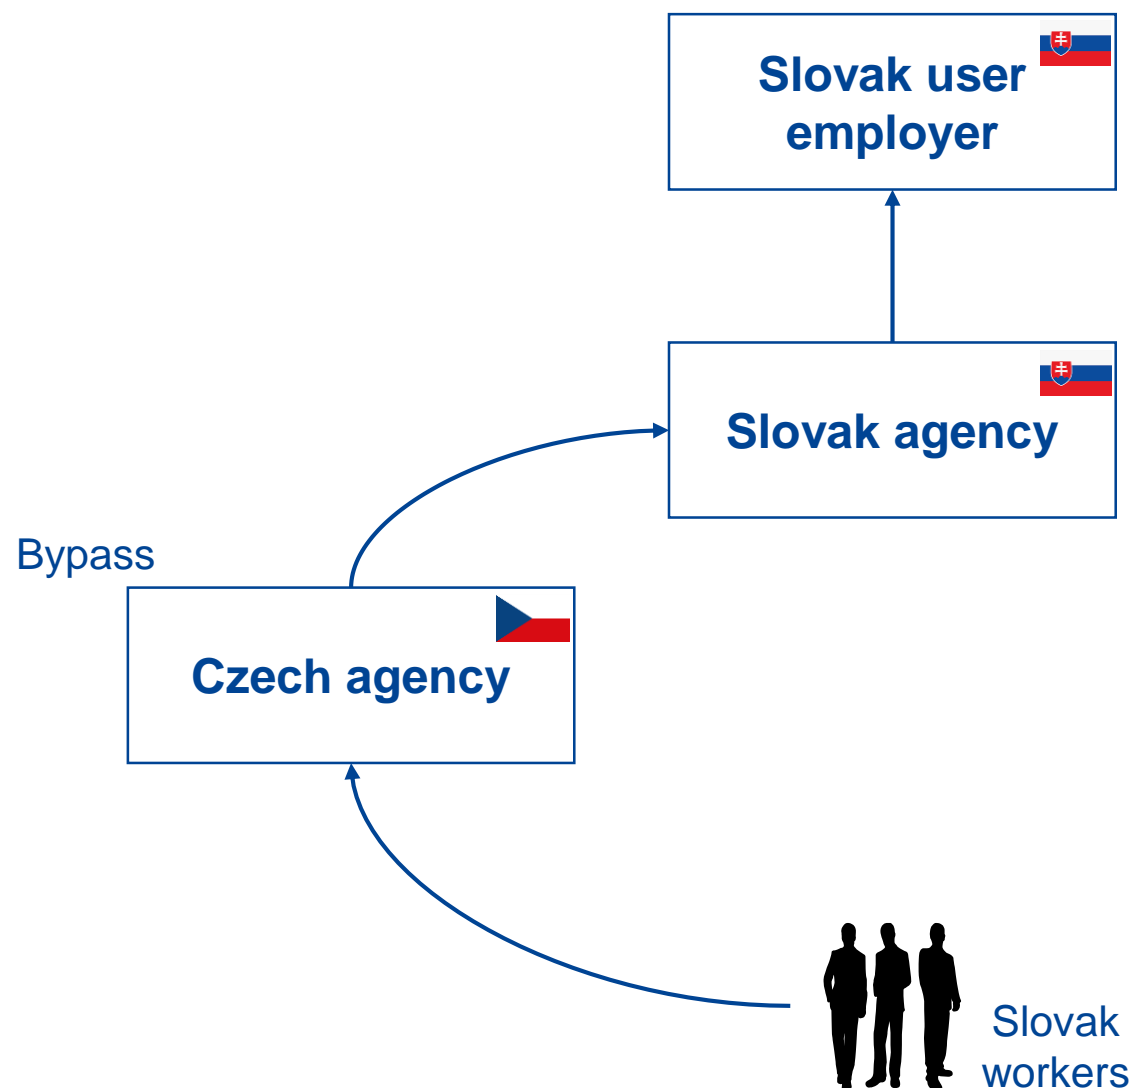 Slovak user
employer
Slovak agency
Bypass
Czech agency
Slovak
workers